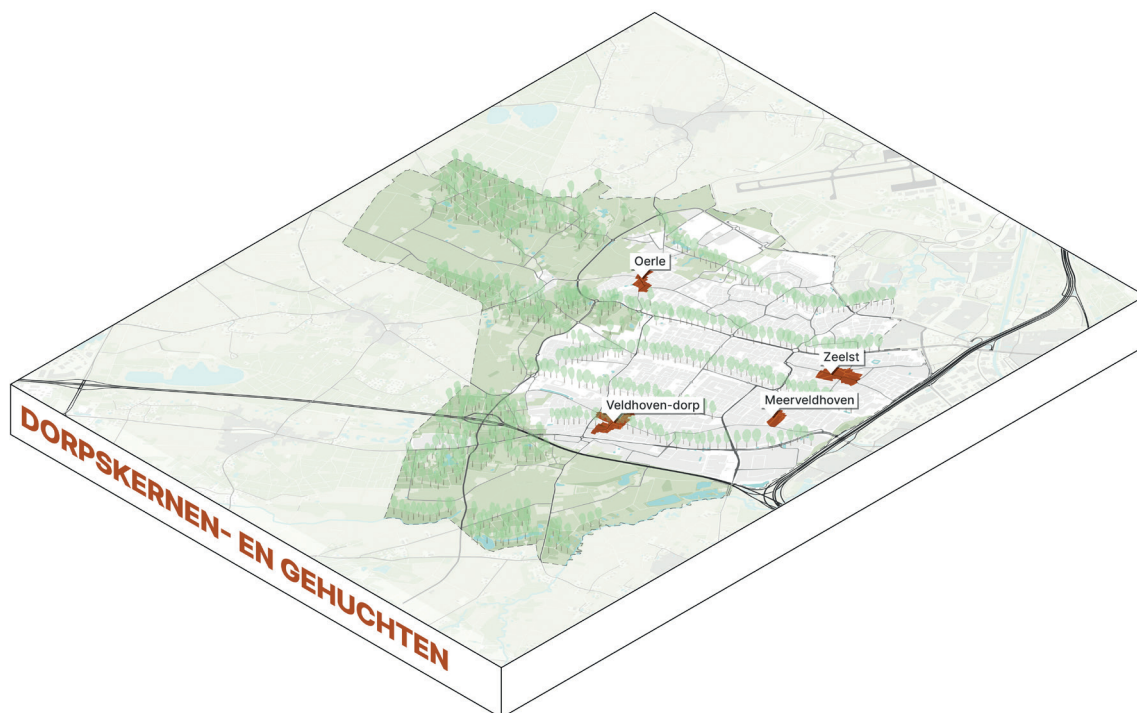 Oerle
Zeelst
Meerveldhoven
Veldhoven-dorp
DORPSKERNEN- EN GEHUCHTEN